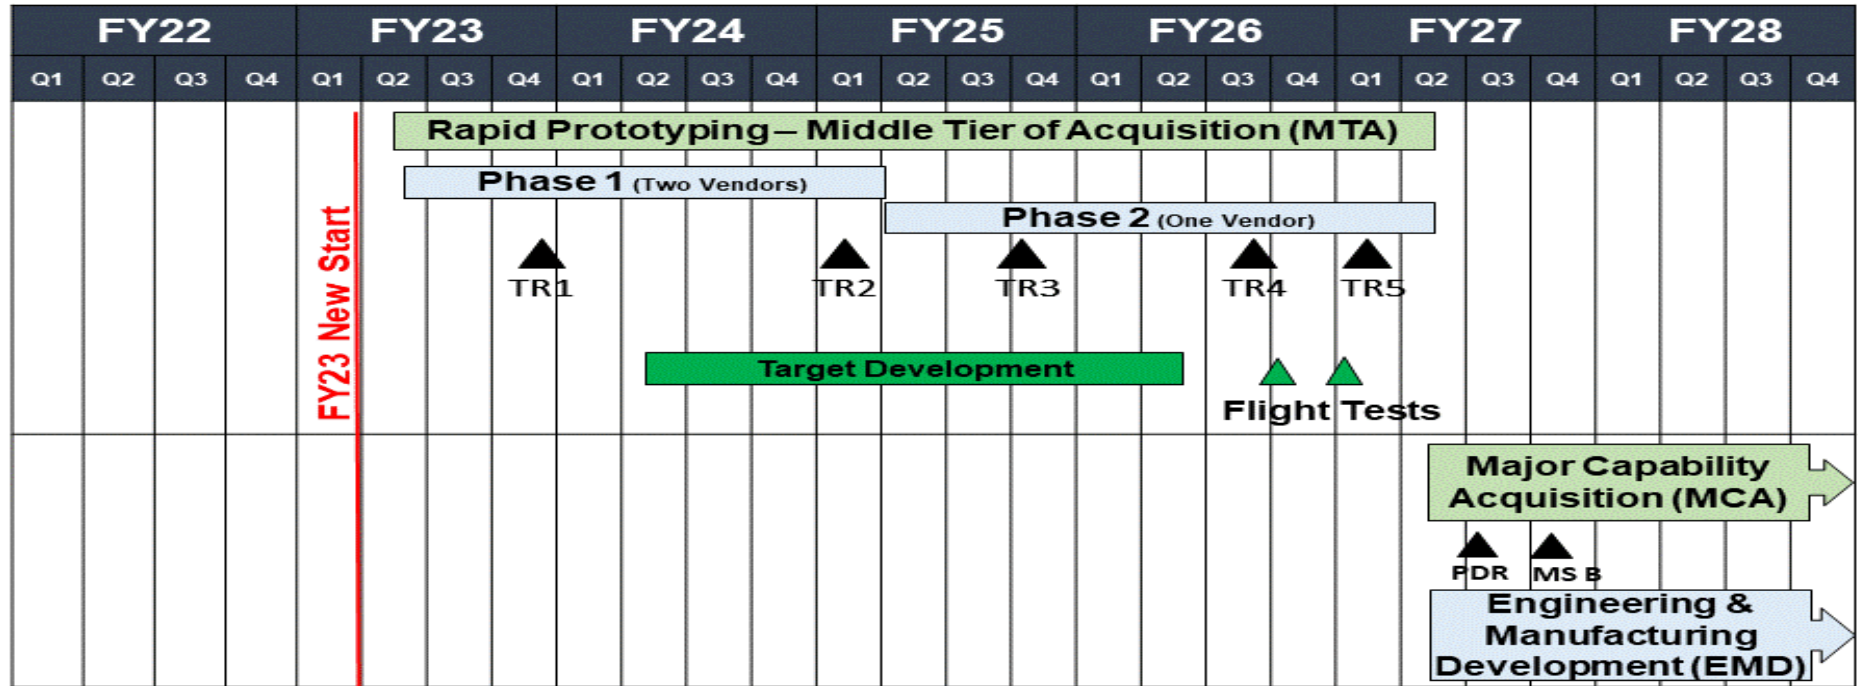 FY22 FY23 FY24 FY25 FY26 FY27 FY28
Q1 Q2 Q3 Q4 Q1 Q2 Q3 Q4 Q1 Q2 Q3 Q4 Q1 Q2 Q3 Q4 Q1 Q2 Q3 Q4 Q1 Q2 Q3 Q4 Q1 Q2 Q3 Q4
Rapid Prototyping – Middle Tier of Acquisition (MTA)
Phase 1 (Two Vendors)
Phase 2 (One Vendor)
FY23 New Start
TR1 TR2 TR3 TR4 TR5
Target Development
Flight Tests
Major Capability
Acquisition (MCA)
PDR MS B
Engineering &
Manufacturing
Development (EMD)